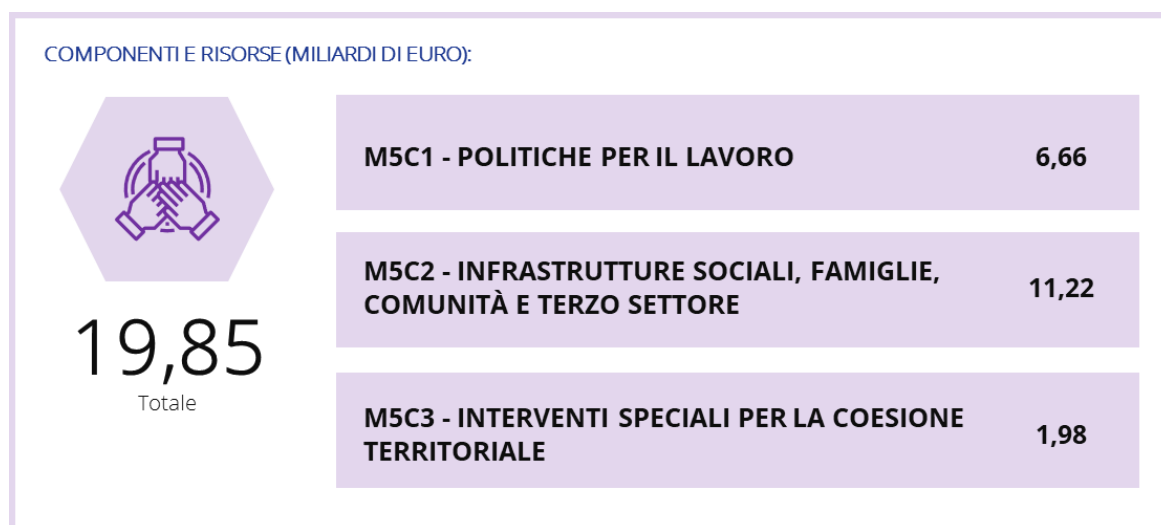 COMPONENTI E RISORSE (MILIARDI DI EURO):
M5C1 - POLITICHE PER IL LAVORO 6,66
M5C2 - INFRASTRUTTURE SOCIALI, FAMIGLIE,
COMUNITÀ E TERZO SETTORE 11,22
M5C3 - INTERVENTI SPECIALI PER LA COESIONE
TERRITORIALE 1,98
19,85
Totale